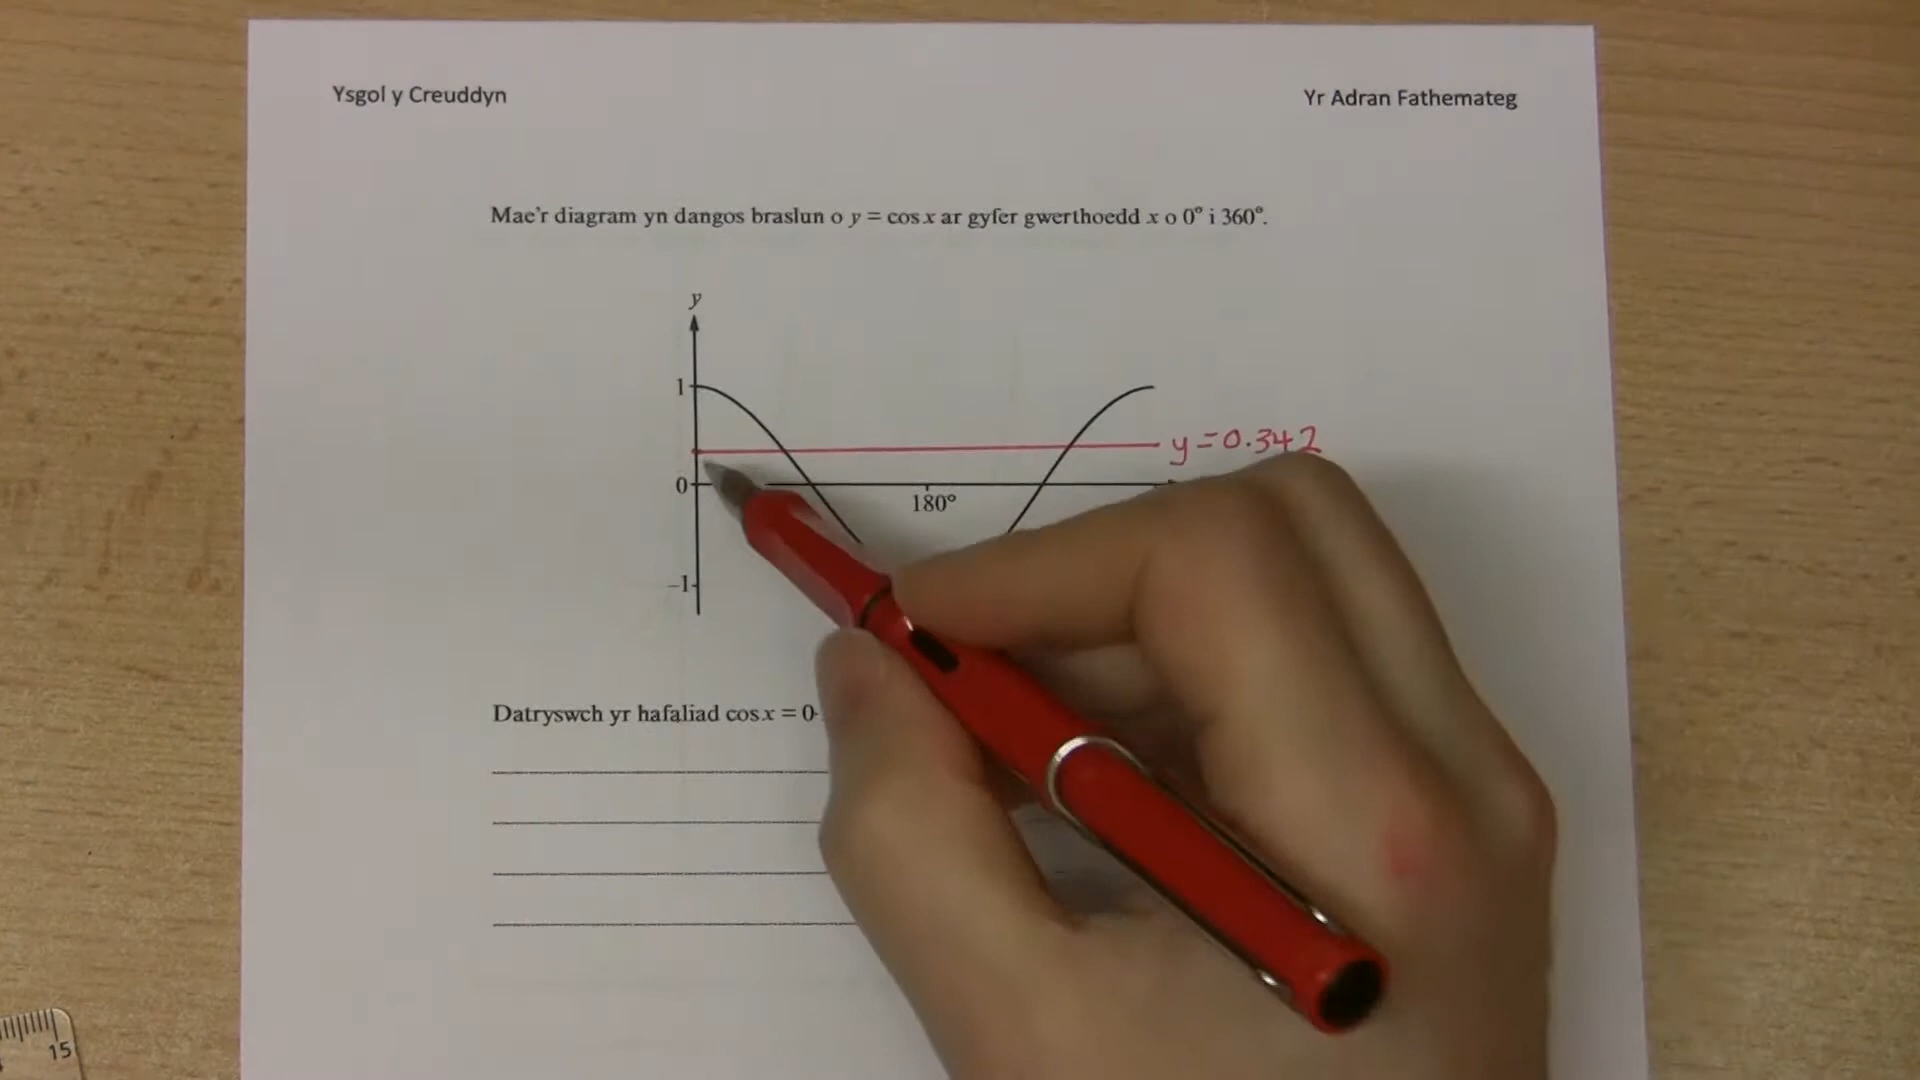 Ysgol y Creuddyn
Yr Adran Fathemateg
Mae'r diagram yn dangos braslun o y = cos x ar gyfer gwerthoedd x o 0° i 360°.
y
1
y = 0.342
0
180°
–1
Datryswch yr hafaliad cos x = 0·
15